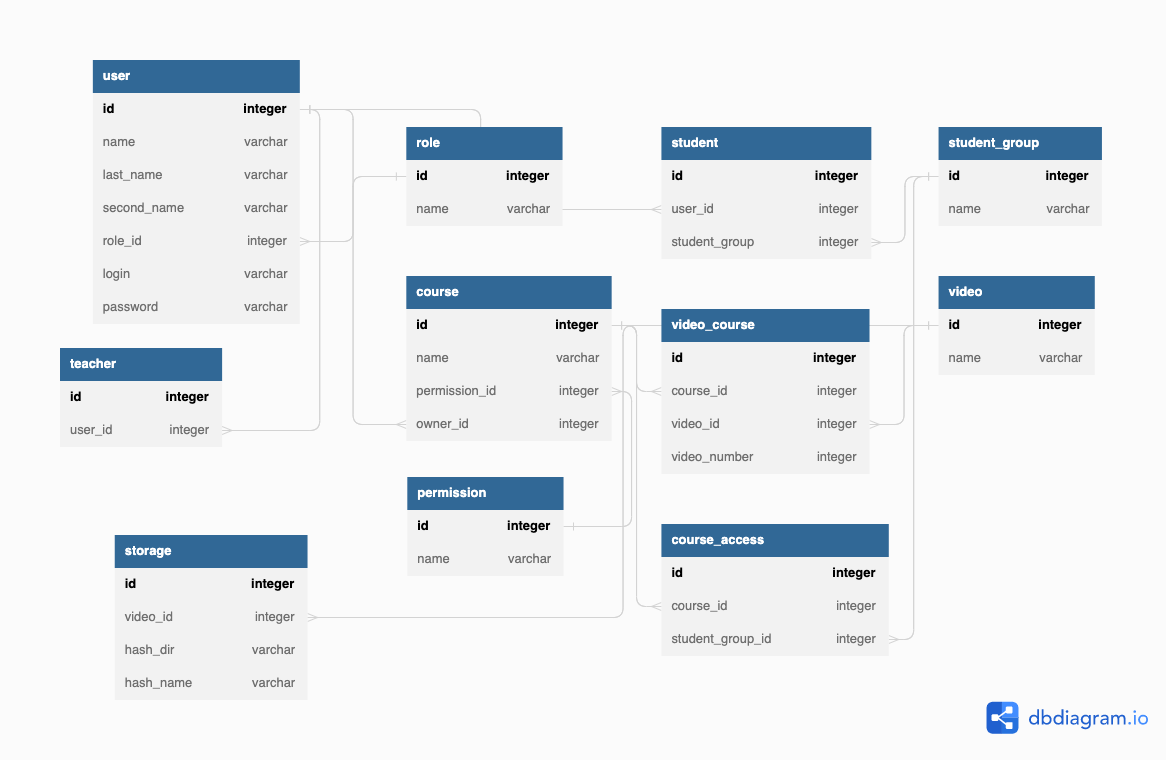 user
id integer
name varchar
last_name varchar
second_name varchar
role_id integer
login varchar
password varchar
role
id integer
name varchar
student
id integer
user_id integer
student_group integer
student_group
id integer
name varchar
course
id integer
name varchar
permission_id integer
owner_id integer
video_course
id integer
course_id integer
video_id integer
video_number integer
video
id integer
name varchar
teacher
id integer
user_id integer
permission
id integer
name varchar
course_access
id integer
course_id integer
student_group_id integer
storage
id integer
video_id integer
hash_dir varchar
hash_name varchar
dbdiagram.io